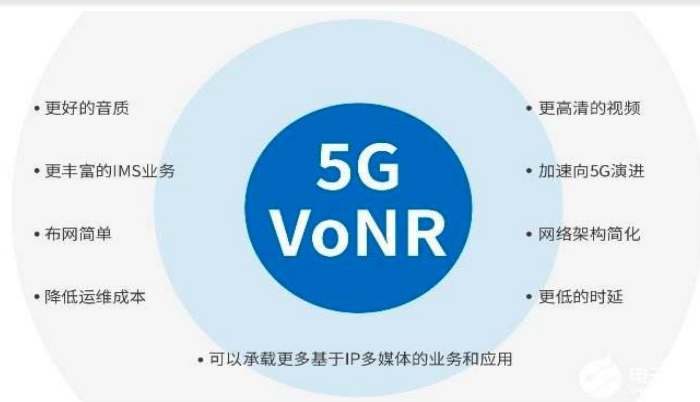 5G
VoNR
• 更好的音质
• 更丰富的IMS业务
• 布网简单
• 降低运维成本
• 更高清的视频
• 加速向5G演进
• 网络架构简化
• 更低的时延
• 可以承载更多基于IP多媒体的业务和应用